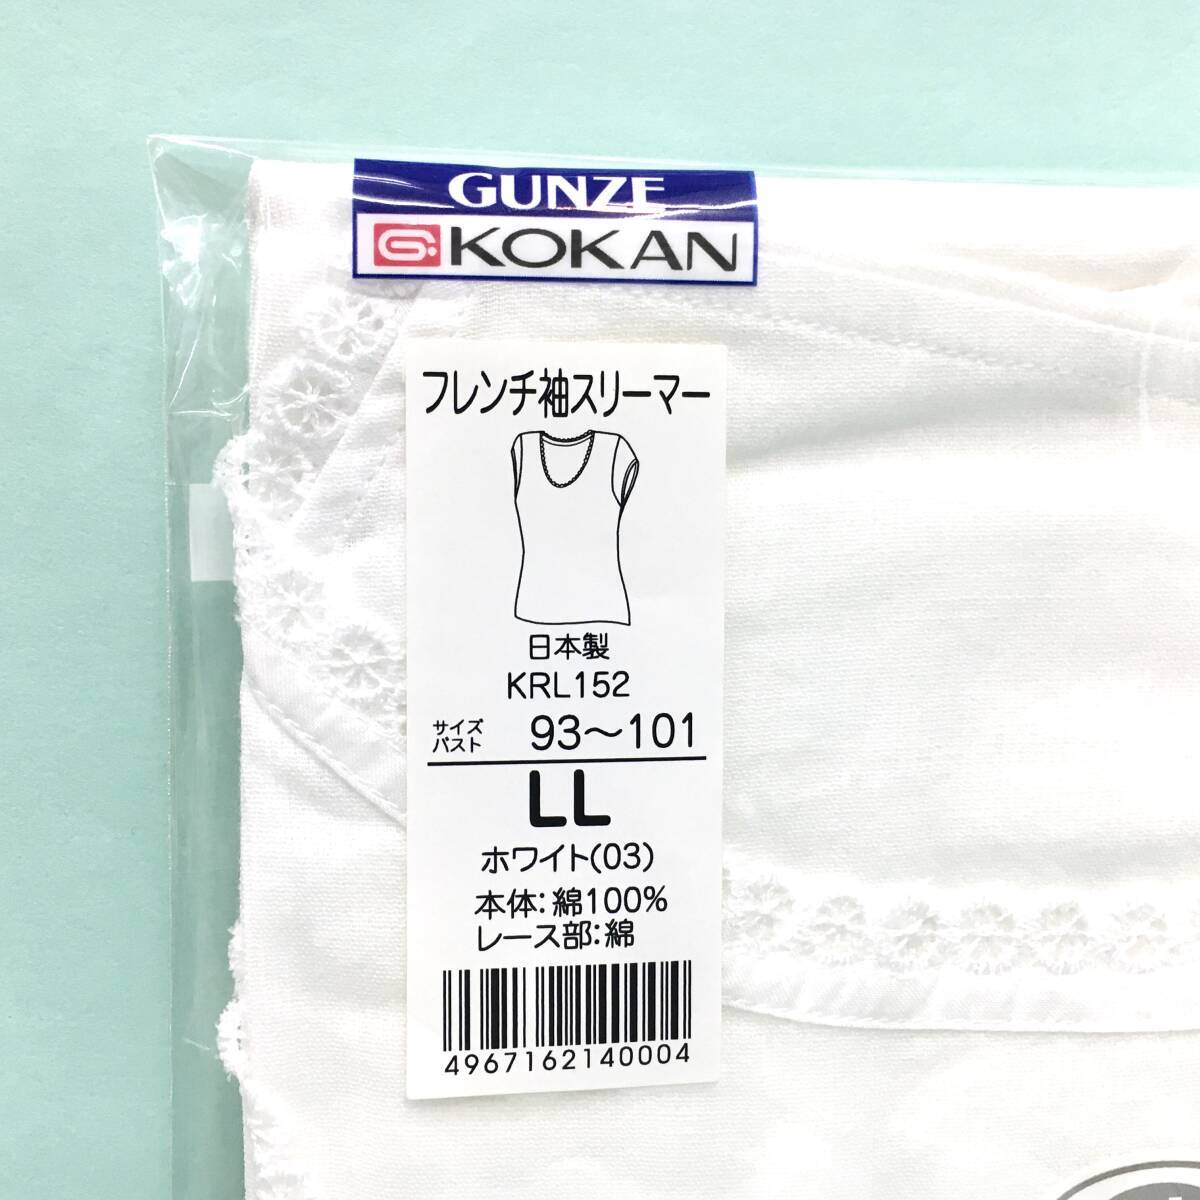 GUNZE
G KOKAN
フレンチ袖スリーマー
日本製
KRL152
サイズ
バスト 93～101
LL
ホワイト(03)
本体:綿100%
レース部:綿
4967162140004